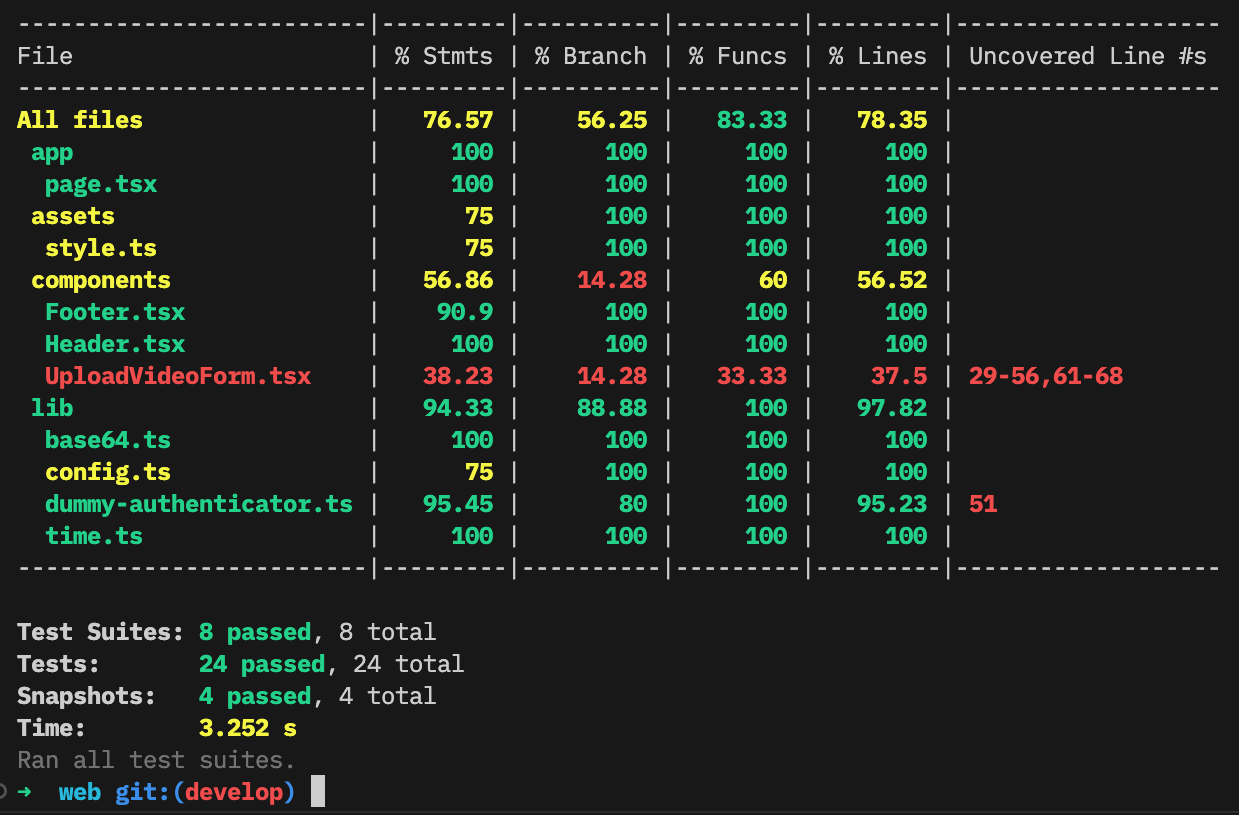 -------------------------|---------|----------|---------|---------|-------------------
File                     | % Stmts | % Branch | % Funcs | % Lines | Uncovered Line #s
-------------------------|---------|----------|---------|---------|-------------------
All files                |   76.57 |    56.25 |   83.33 |   78.35 |
 app                     |     100 |      100 |     100 |     100 |
  page.tsx               |     100 |      100 |     100 |     100 |
 assets                  |      75 |      100 |     100 |     100 |
  style.ts               |      75 |      100 |     100 |     100 |
 components              |   56.86 |    14.28 |      60 |   56.52 |
  Footer.tsx             |    90.9 |      100 |     100 |     100 |
  Header.tsx             |     100 |      100 |     100 |     100 |
  UploadVideoForm.tsx    |   38.23 |    14.28 |   33.33 |    37.5 | 29-56,61-68
 lib                     |   94.33 |    88.88 |     100 |   97.82 |
  base64.ts              |     100 |      100 |     100 |     100 |
  config.ts              |      75 |      100 |     100 |     100 |
  dummy-authenticator.ts |   95.45 |       80 |     100 |   95.23 | 51
  time.ts                |     100 |      100 |     100 |     100 |
-------------------------|---------|----------|---------|---------|-------------------
Test Suites: 8 passed, 8 total
Tests:       24 passed, 24 total
Snapshots:   4 passed, 4 total
Time:        3.252 s
Ran all test suites.
➜  web git:(develop)